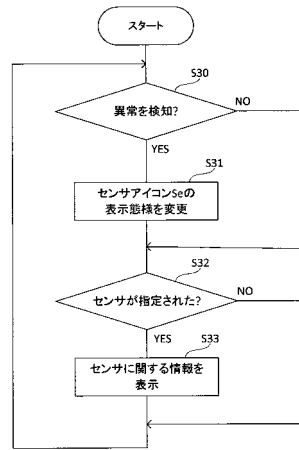 スタート
S30
異常を検知?
NO
YES
S31
センサアイコンSeの
表示態様を変更
S32
センサが指定された?
NO
YES
S33
センサに関する情報を
表示